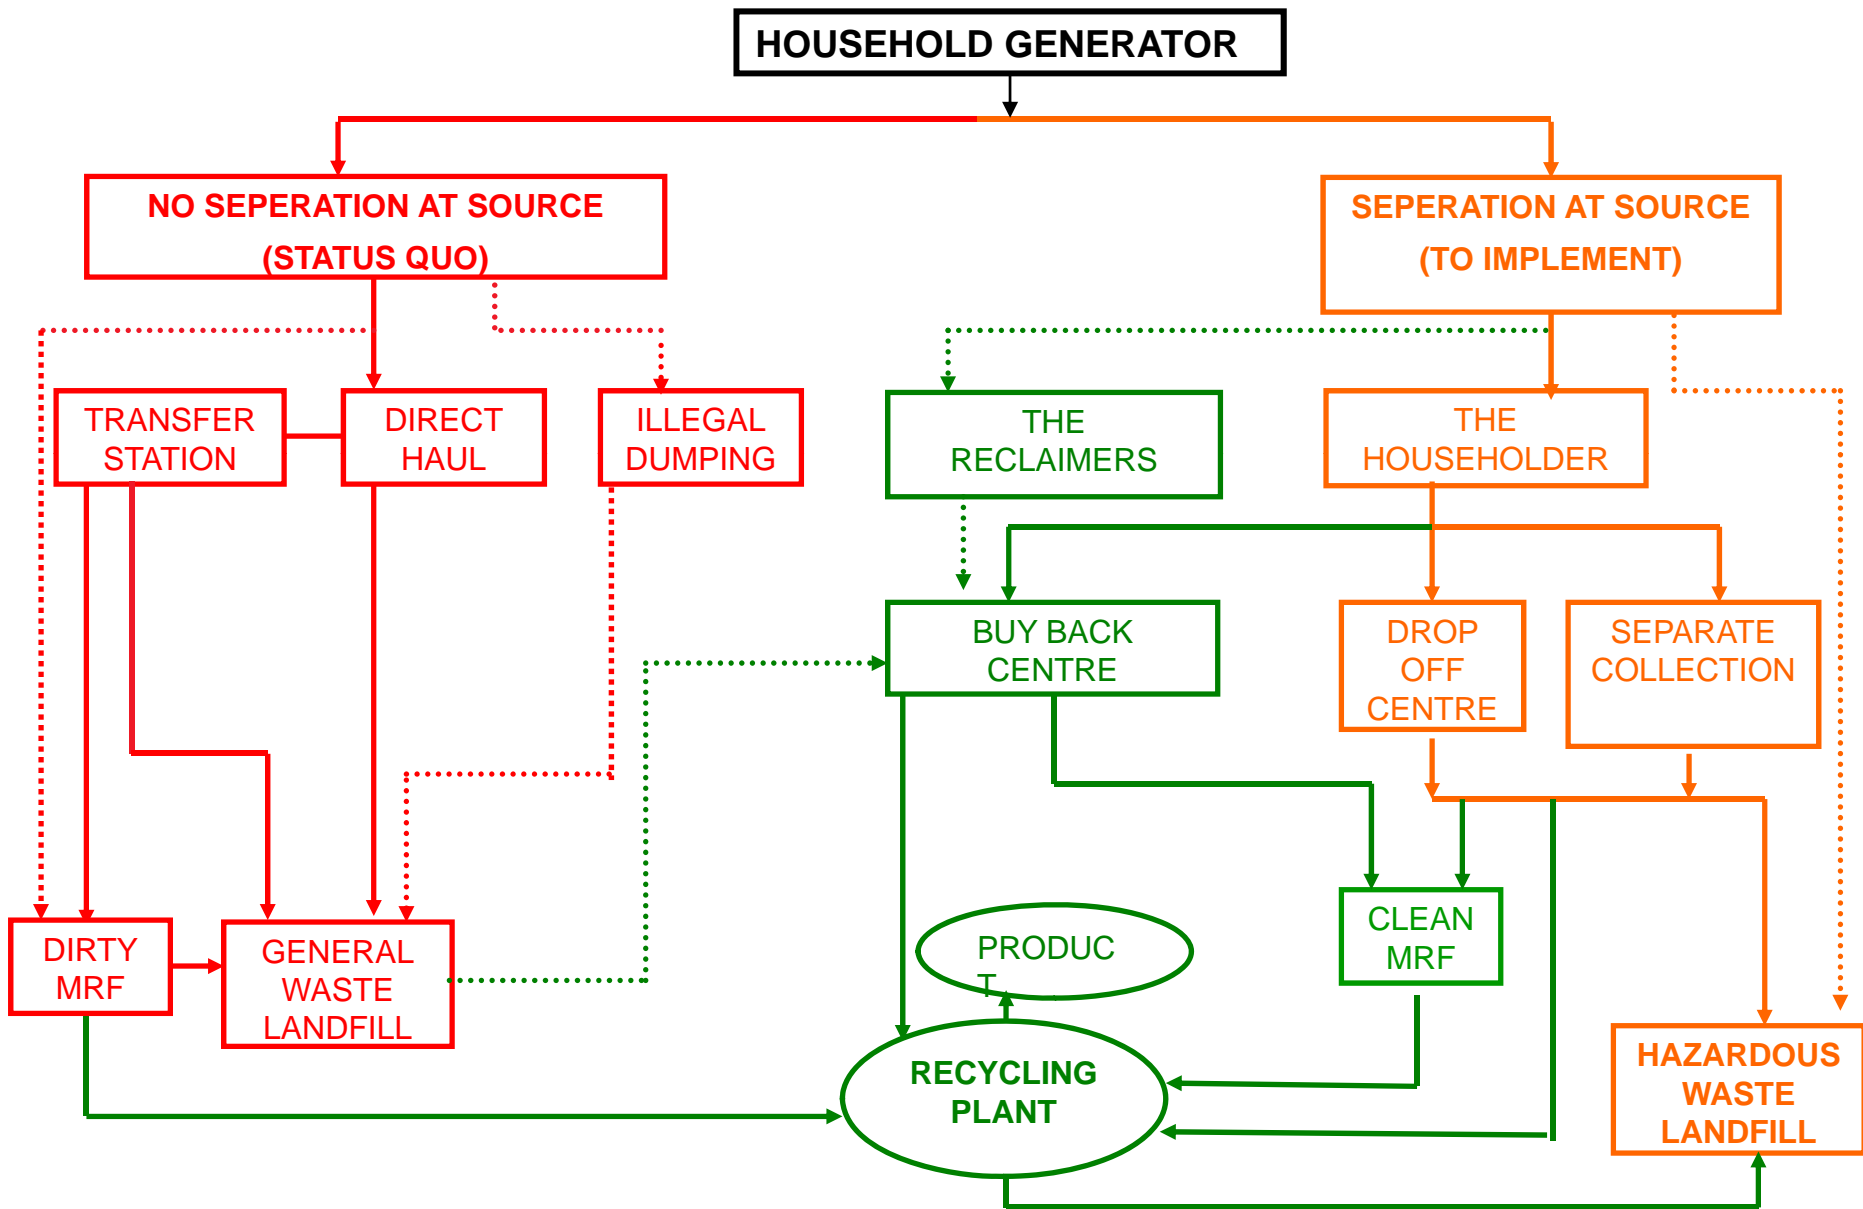 HOUSEHOLD GENERATOR
NO SEPERATION AT SOURCE
(STATUS QUO)
SEPERATION AT SOURCE
(TO IMPLEMENT)
TRANSFER
STATION
DIRECT
HAUL
ILLEGAL
DUMPING
THE
RECLAIMERS
THE
HOUSEHOLDER
BUY BACK
CENTRE
DROP
OFF
CENTRE
SEPARATE
COLLECTION
DIRTY
MRF
GENERAL
WASTE
LANDFILL
PRODUC
T
CLEAN
MRF
RECYCLING
PLANT
HAZARDOUS
WASTE
LANDFILL